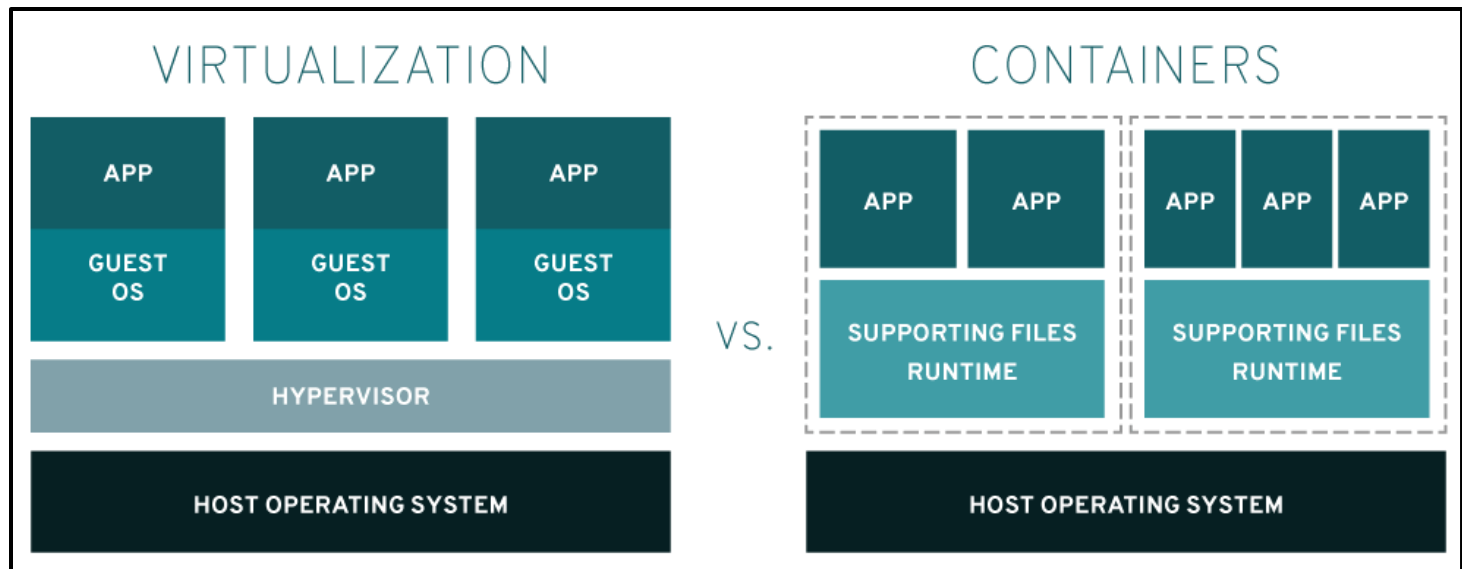 VIRTUALIZATION
APP
APP
APP
GUEST
OS
GUEST
OS
GUEST
OS
HYPERVISOR
HOST OPERATING SYSTEM
VS.
CONTAINERS
APP
APP
APP
APP
APP
SUPPORTING FILES
RUNTIME
SUPPORTING FILES
RUNTIME
HOST OPERATING SYSTEM